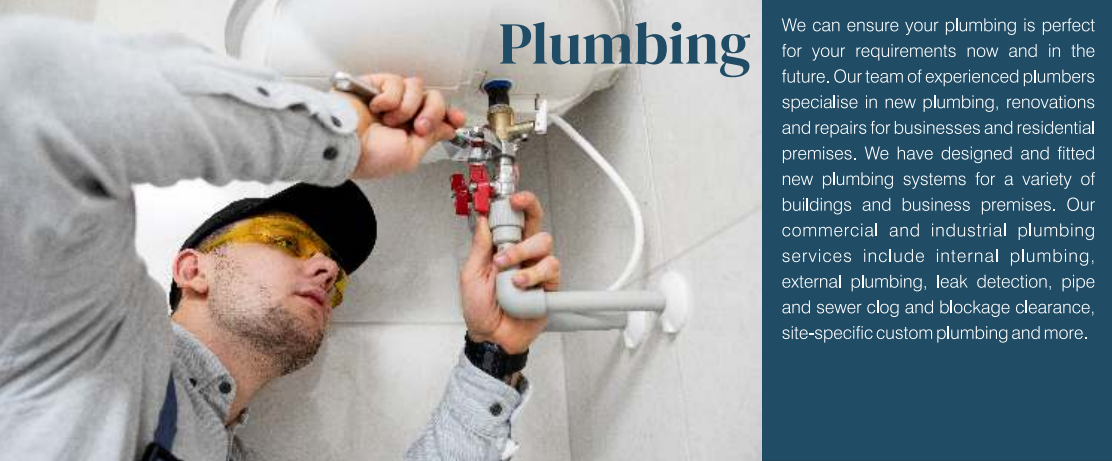 Plumbing
We can ensure your plumbing is perfect
for your requirements now and in the
future. Our team of experienced plumbers
specialise in new plumbing, renovations
and repairs for businesses and residential
premises. We have designed and fitted
new plumbing systems for a variety of
buildings and business premises. Our
commercial and industrial plumbing
services include internal plumbing,
external plumbing, leak detection, pipe
and sewer clog and blockage clearance,
site-specific custom plumbing and more.